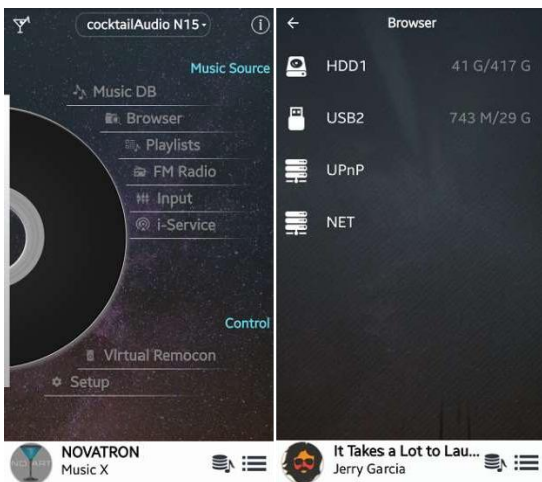 cocktailAudio N15
Music Source
Music DB
Browser
Playlists
FM Radio
Input
i-Service
Control
Virtual Remocon
Setup
NOVATRON
Music X
Browser
HDD1 41 G/417 G
USB2 743 M/29 G
UPnP
NET
It Takes a Lot to Lau...
Jerry Garcia